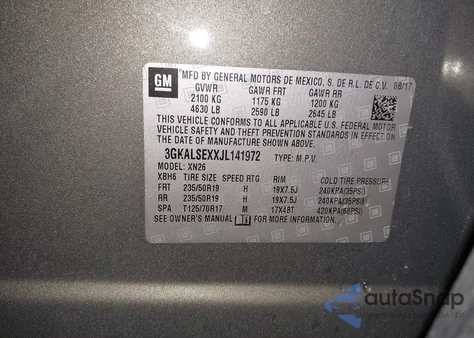 GM
MFD BY GENERAL MOTORS DE MEXICO, S. DE R.L. DE C.V. 08/17
GVWR GAWR FRT GAWR RR
2100 KG 1175 KG 1200 KG
4630 LB 2590 LB 2645 LB
THIS VEHICLE CONFORMS TO ALL APPLICABLE U.S. FEDERAL MOTOR
VEHICLE SAFETY, BUMPER, AND THEFT PREVENTION STANDARDS IN EFFECT ON
THE DATE OF MANUFACTURE SHOWN ABOVE.
3GKALSEXXJL141972 TYPE: M.P.V.
MODEL: XN26
XBH6 TIRE SIZE SPEED RTG RIM COLD TIRE PRESSURE
FRT 235/50R19 H 19X7.5J 240KPA(35PSI)
RR 235/50R19 H 19X7.5J 240KPA(35PSI)
SPA T125/70R17 M 17X4BT 420KPA(60PSI)
SEE OWNER'S MANUAL FOR MORE INFORMATION.
autoSnap